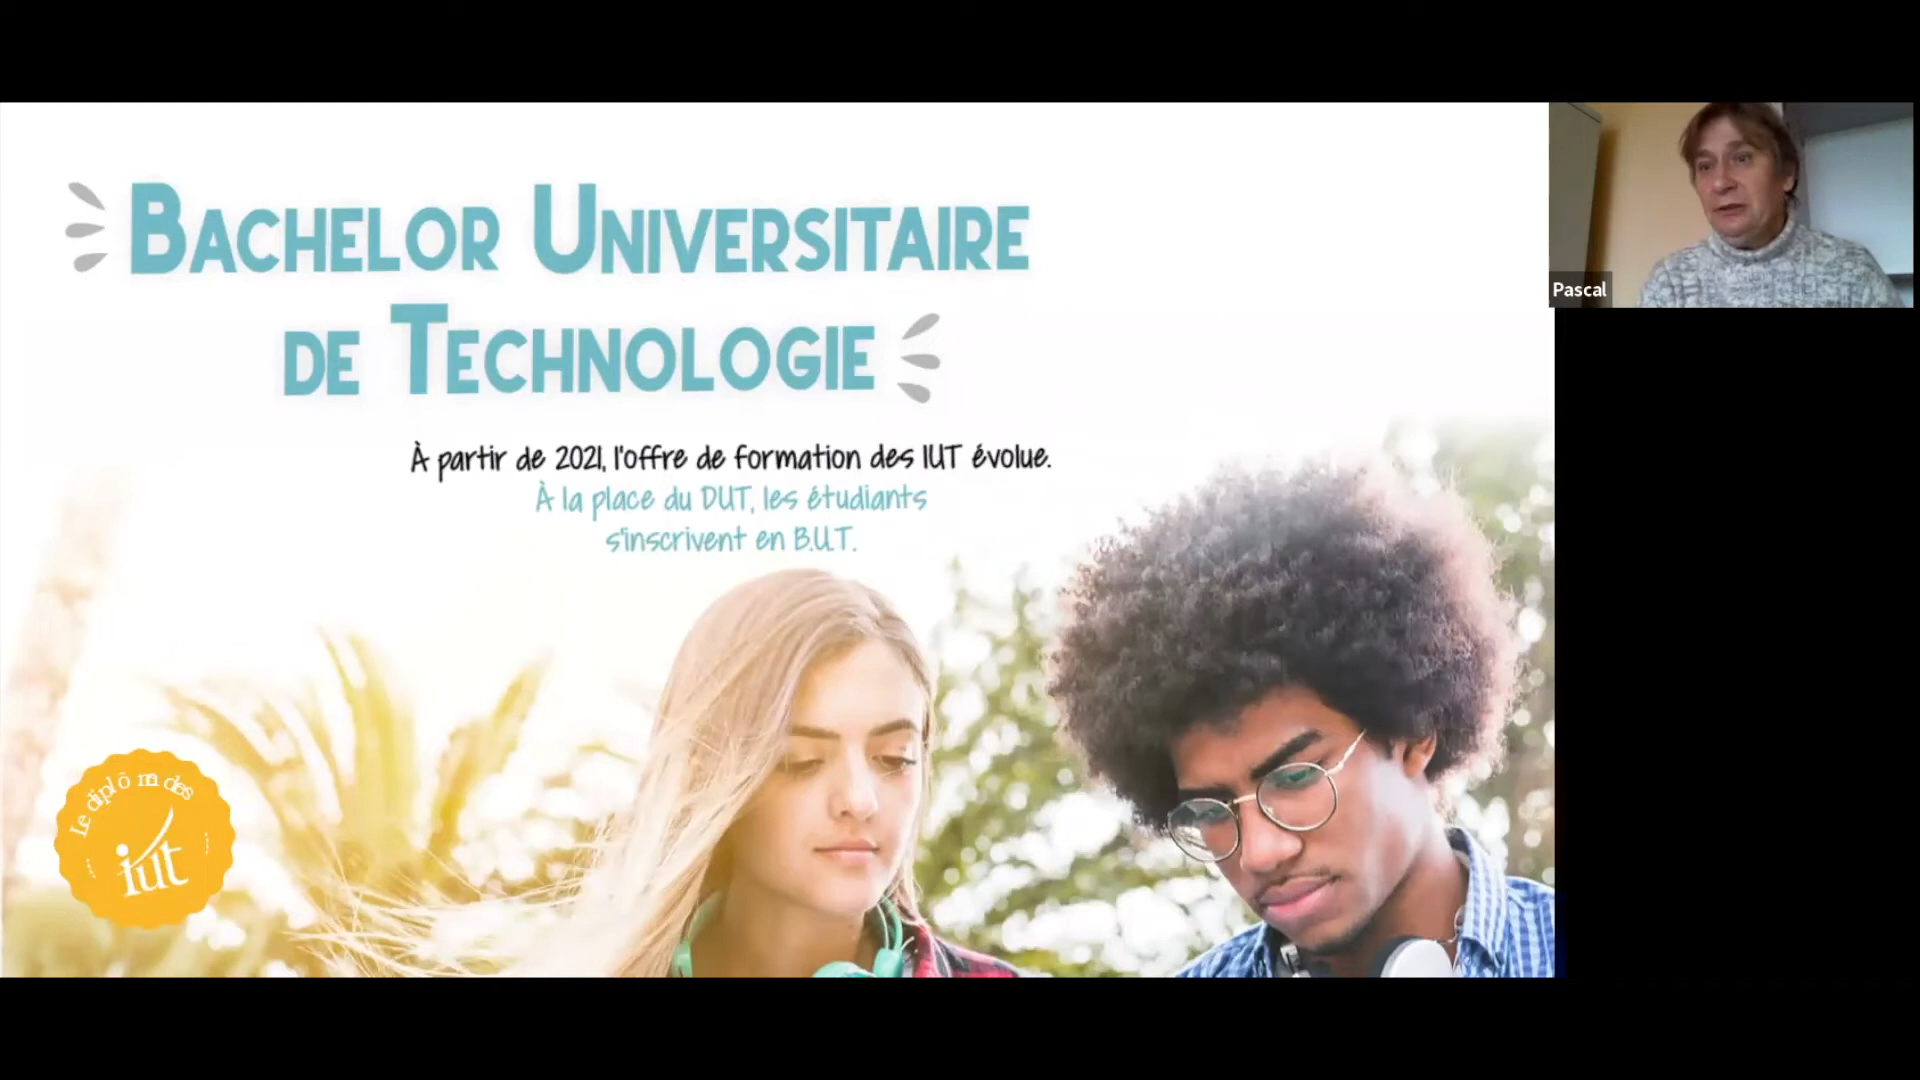 BACHELOR UNIVERSITAIRE
DE TECHNOLOGIE
À partir de 2021, l'offre de formation des IUT évolue.
À la place du DUT, les étudiants
s'inscrivent en B.U.T.
Le diplôme des
iut
Pascal